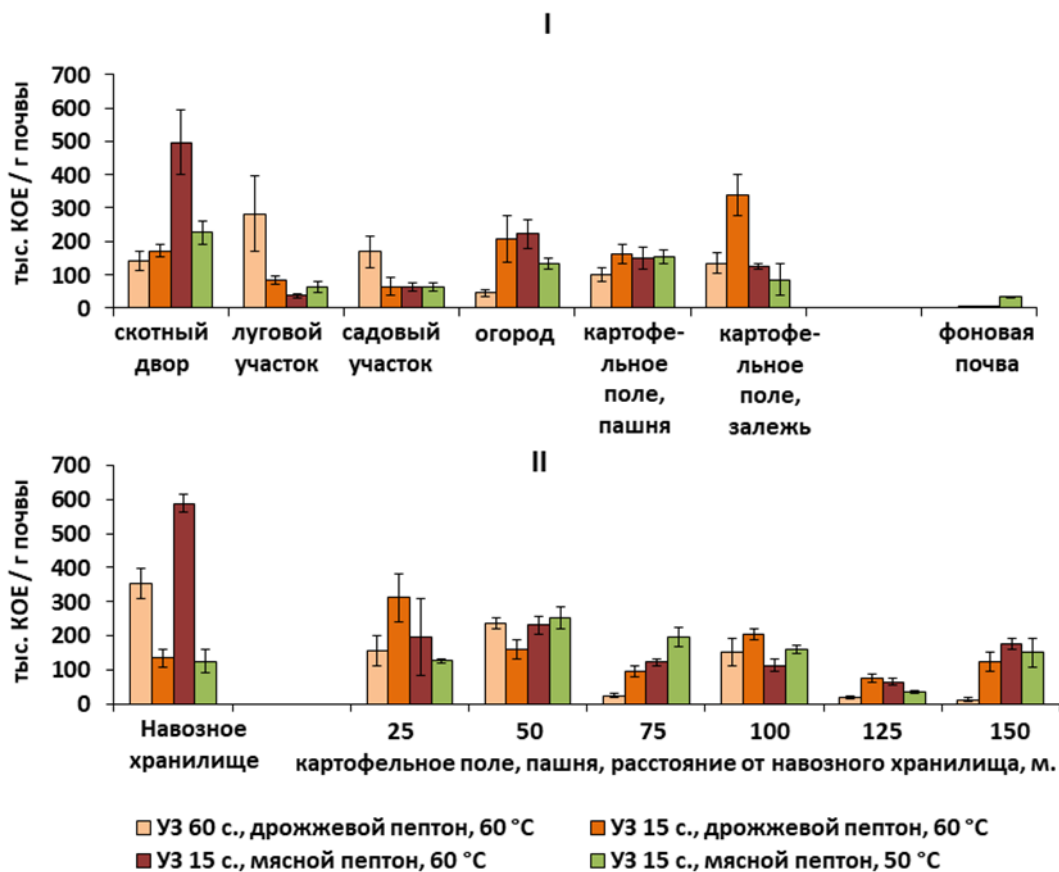 I
тыс. КОЕ / г почвы
700
600
500
400
300
200
100
0
скотный двор
луговой участок
садовый участок
огород
картофе-
льное
поле,
пашня
картофе-
льное
поле,
залежь
фоновая почва
II
тыс. КОЕ / г почвы
700
600
500
400
300
200
100
0
Навозное
хранилище
25 50 75 100 125 150
картофельное поле, пашня, расстояние от навозного хранилища, м.
УЗ 60 с., дрожжевой пептон, 60 °C
УЗ 15 с., дрожжевой пептон, 60 °C
УЗ 15 с., мясной пептон, 60 °C
УЗ 15 с., мясной пептон, 50 °C